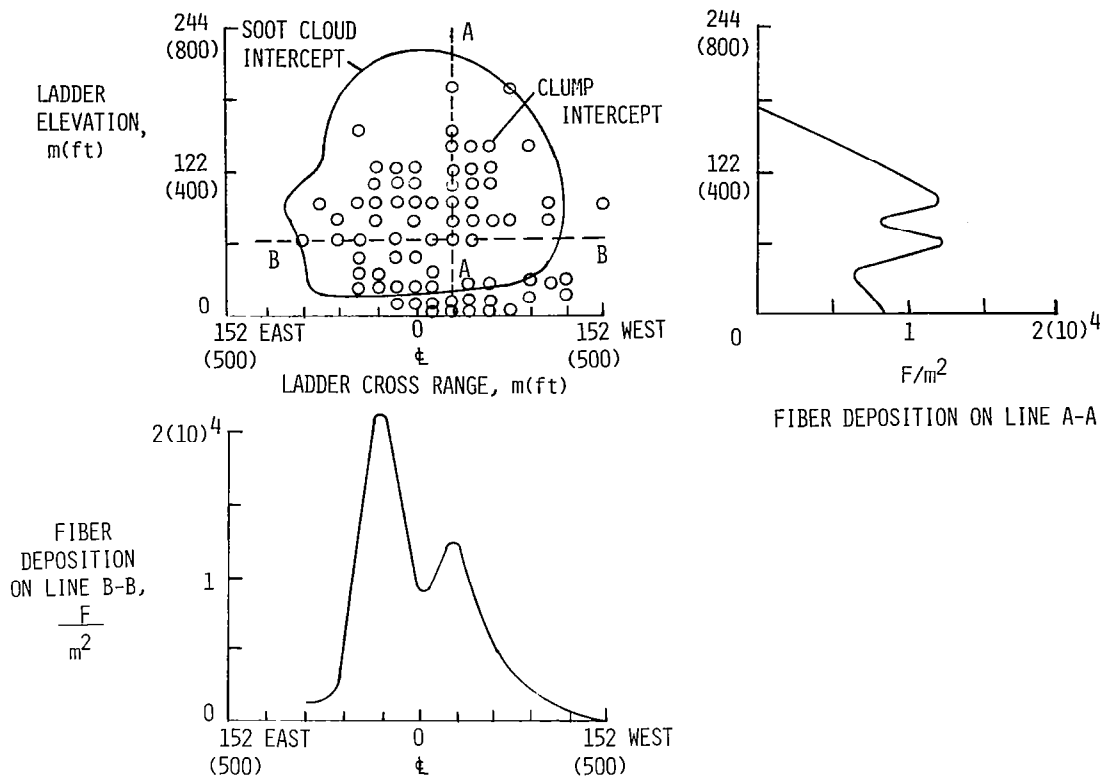 244
(800)
SOOT CLOUD
INTERCEPT
A
CLUMP
INTERCEPT
LADDER
ELEVATION,
m(ft)
122
(400)
B
A
B
0
152 EAST
(500)
0
℄
152 WEST
(500)
LADDER CROSS RANGE, m(ft)
244
(800)
122
(400)
0
1
2(10)⁴
F/m²
FIBER DEPOSITION ON LINE A-A
2(10)⁴
FIBER
DEPOSITION
ON LINE B-B,
F
m²
1
0
152 EAST
(500)
0
℄
152 WEST
(500)